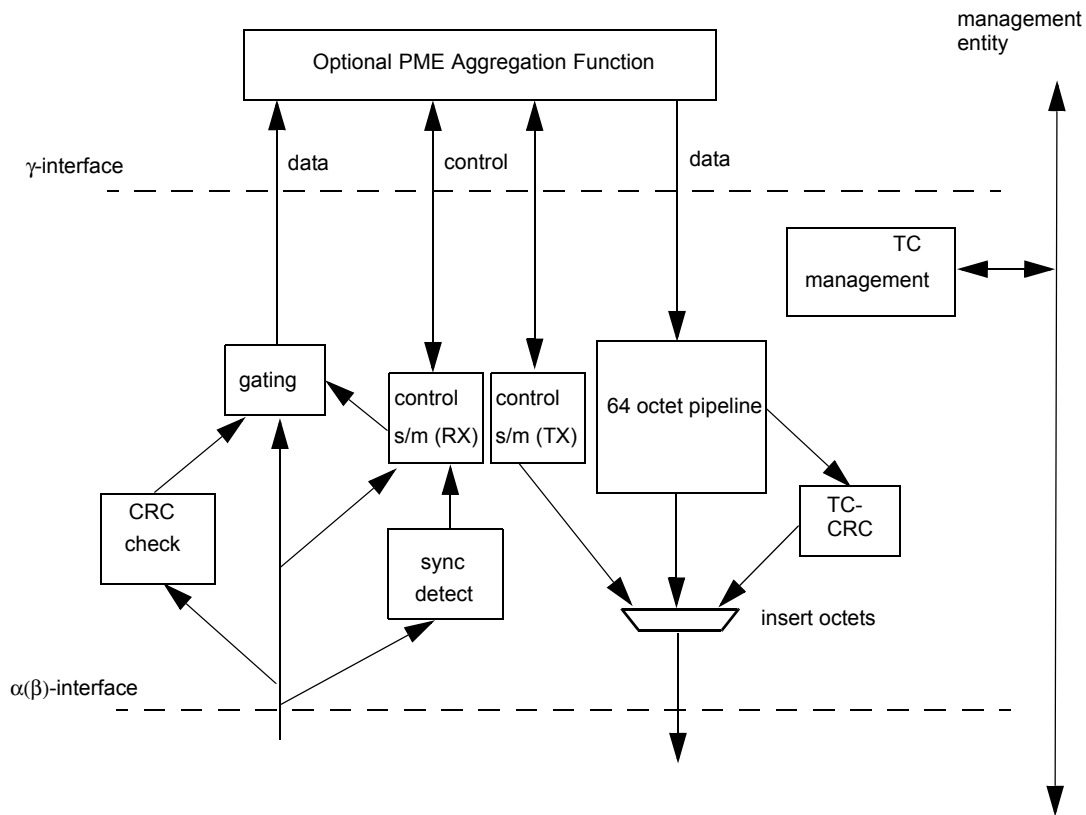 management
entity
Optional PME Aggregation Function
γ-interface
data
control
data
TC
management
gating
control
s/m (RX)
control
s/m (TX)
64 octet pipeline
CRC
check
TC-
CRC
sync
detect
insert octets
α(β)-interface